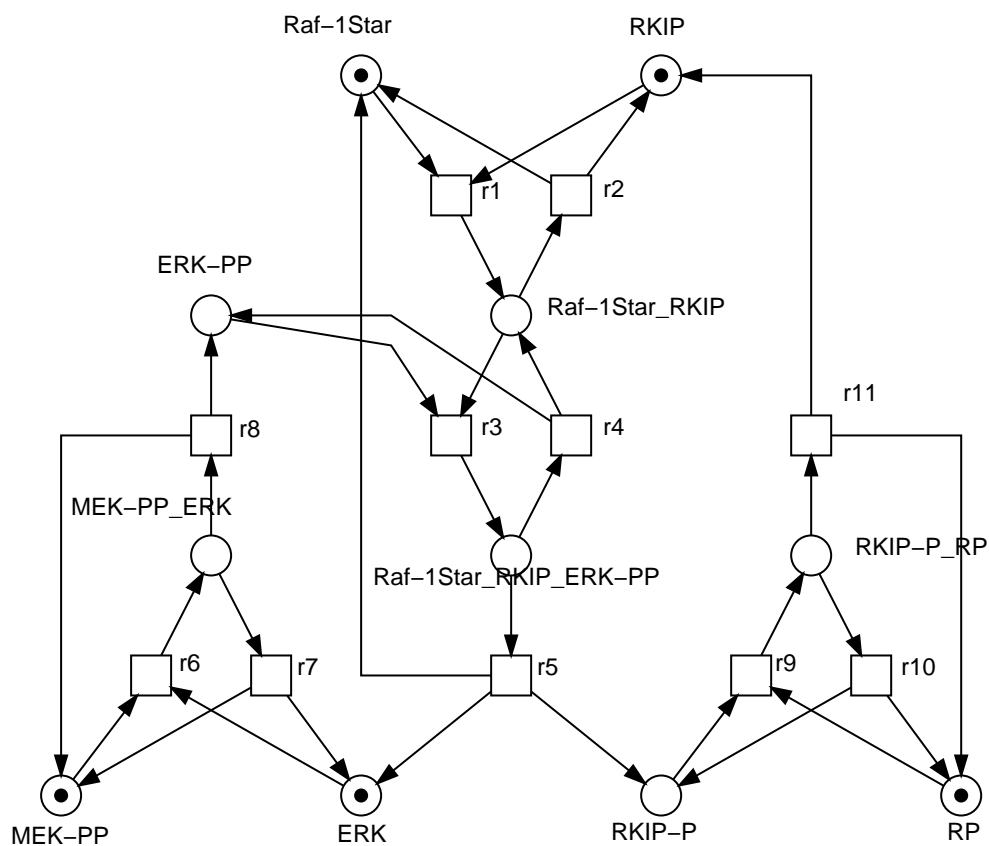 Raf−1Star
RKIP
r1
r2
ERK−PP
Raf−1Star_RKIP
r11
r8
r3
r4
MEK−PP_ERK
RKIP−P_RP
Raf−1Star_RKIP_ERK−PP
r6
r7
r5
r9
r10
MEK−PP
ERK
RKIP−P
RP